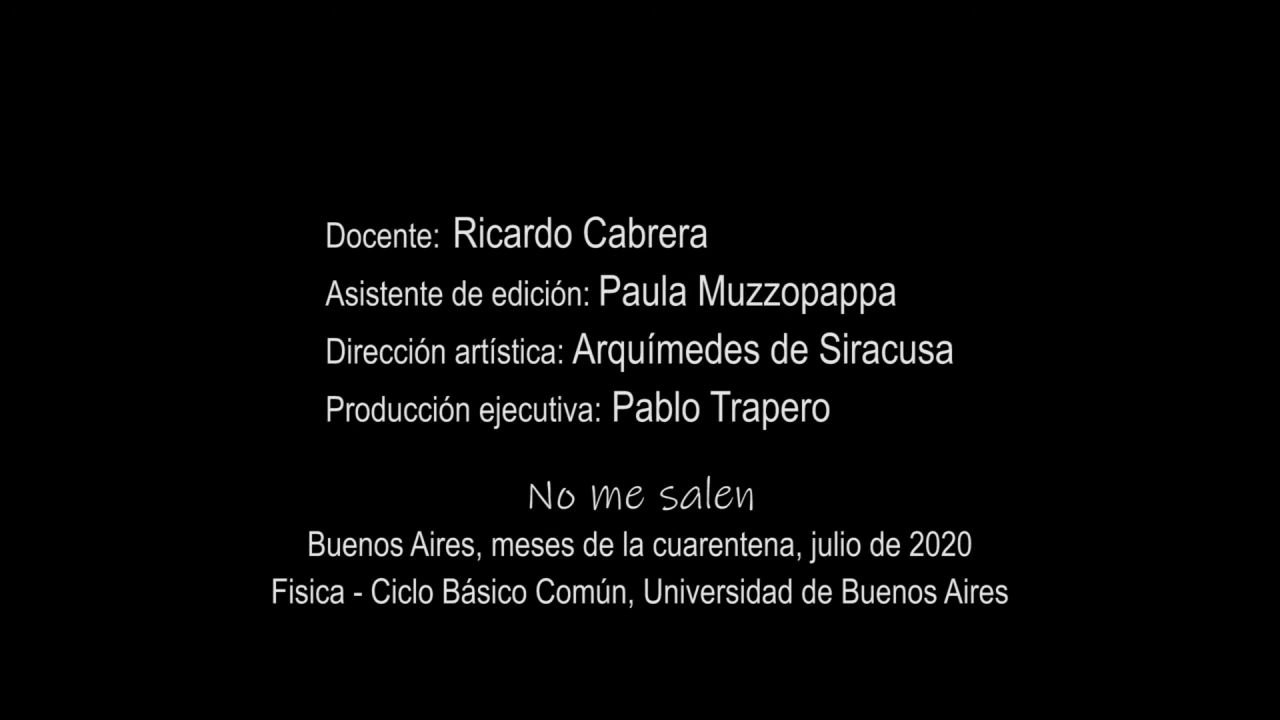 Docente: Ricardo Cabrera
Asistente de edición: Paula Muzzopappa
Dirección artística: Arquímedes de Siracusa
Producción ejecutiva: Pablo Trapero
No me salen
Buenos Aires, meses de la cuarentena, julio de 2020
Fisica - Ciclo Básico Común, Universidad de Buenos Aires